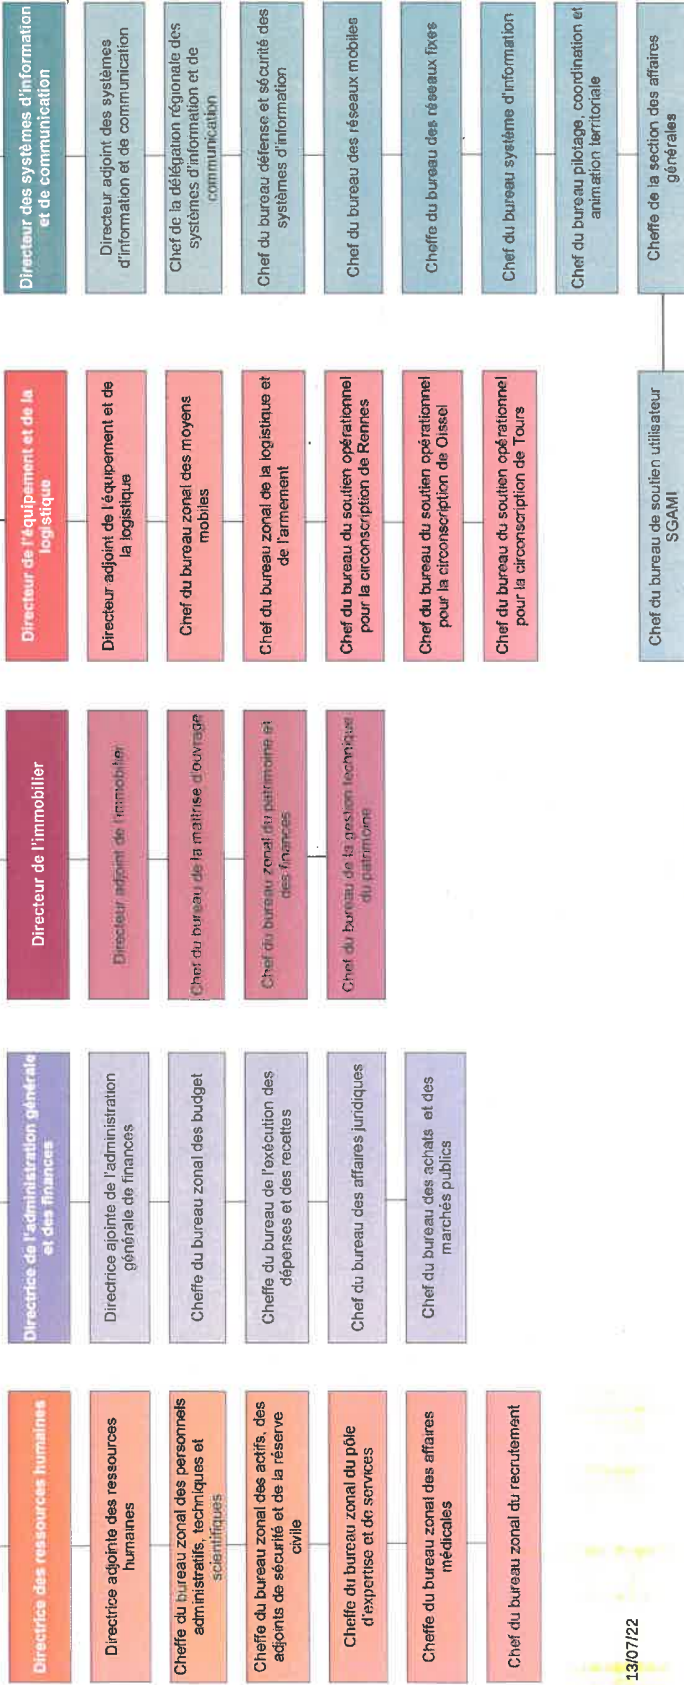 Directrice des ressources humaines
Directrice adjointe des ressources
humaines
Cheffe du bureau zonal des personnels
administratifs, techniques et
scientifiques
Cheffe du bureau zonal des actifs, des
adjoints de sécurité et de la réserve
civile
Cheffe du bureau zonal du pôle
d'expertise et de services
Cheffe du bureau zonal des affaires
médicales
Chef du bureau zonal du recrutement
Directrice de l'administration générale
et des finances
Directrice ajointe de l'administration
générale de finances
Cheffe du bureau zonal des budget
Cheffe du bureau de l'exécution des
dépenses et des recettes
Chef du bureau des affaires juridiques
Chef du bureau des achats et des
marchés publics
Directeur de l'immobilier
Directeur adjoint de l'immobilier
Chef du bureau de la maîtrise d'ouvrage
Chef du bureau zonal du patrimoine et
des finances
Chef du bureau de la gestion technique
du patrimoine
Directeur de l'équipement et de la
logistique
Directeur adjoint de l'équipement et de
la logistique
Chef du bureau zonal des moyens
mobiles
Chef du bureau zonal de la logistique et
de l'armement
Chef du bureau du soutien opérationnel
pour la circonscription de Rennes
Chef du bureau du soutien opérationnel
pour la circonscription de Oissel
Chef du bureau du soutien opérationnel
pour la circonscription de Tours
Directeur des systèmes d'information
et de communication
Directeur adjoint des systèmes
d'information et de communication
Chef de la délégation régionale des
systèmes d'information et de
communication
Chef du bureau défense et sécurité des
systèmes d'information
Chef du bureau des réseaux mobiles
Cheffe du bureau des réseaux fixes
Chef du bureau système d'information
Chef du bureau pilotage, coordination et
animation territoriale
Cheffe de la section des affaires
générales
Chef du bureau de soutien utilisateur
SGAMI
13/07/22